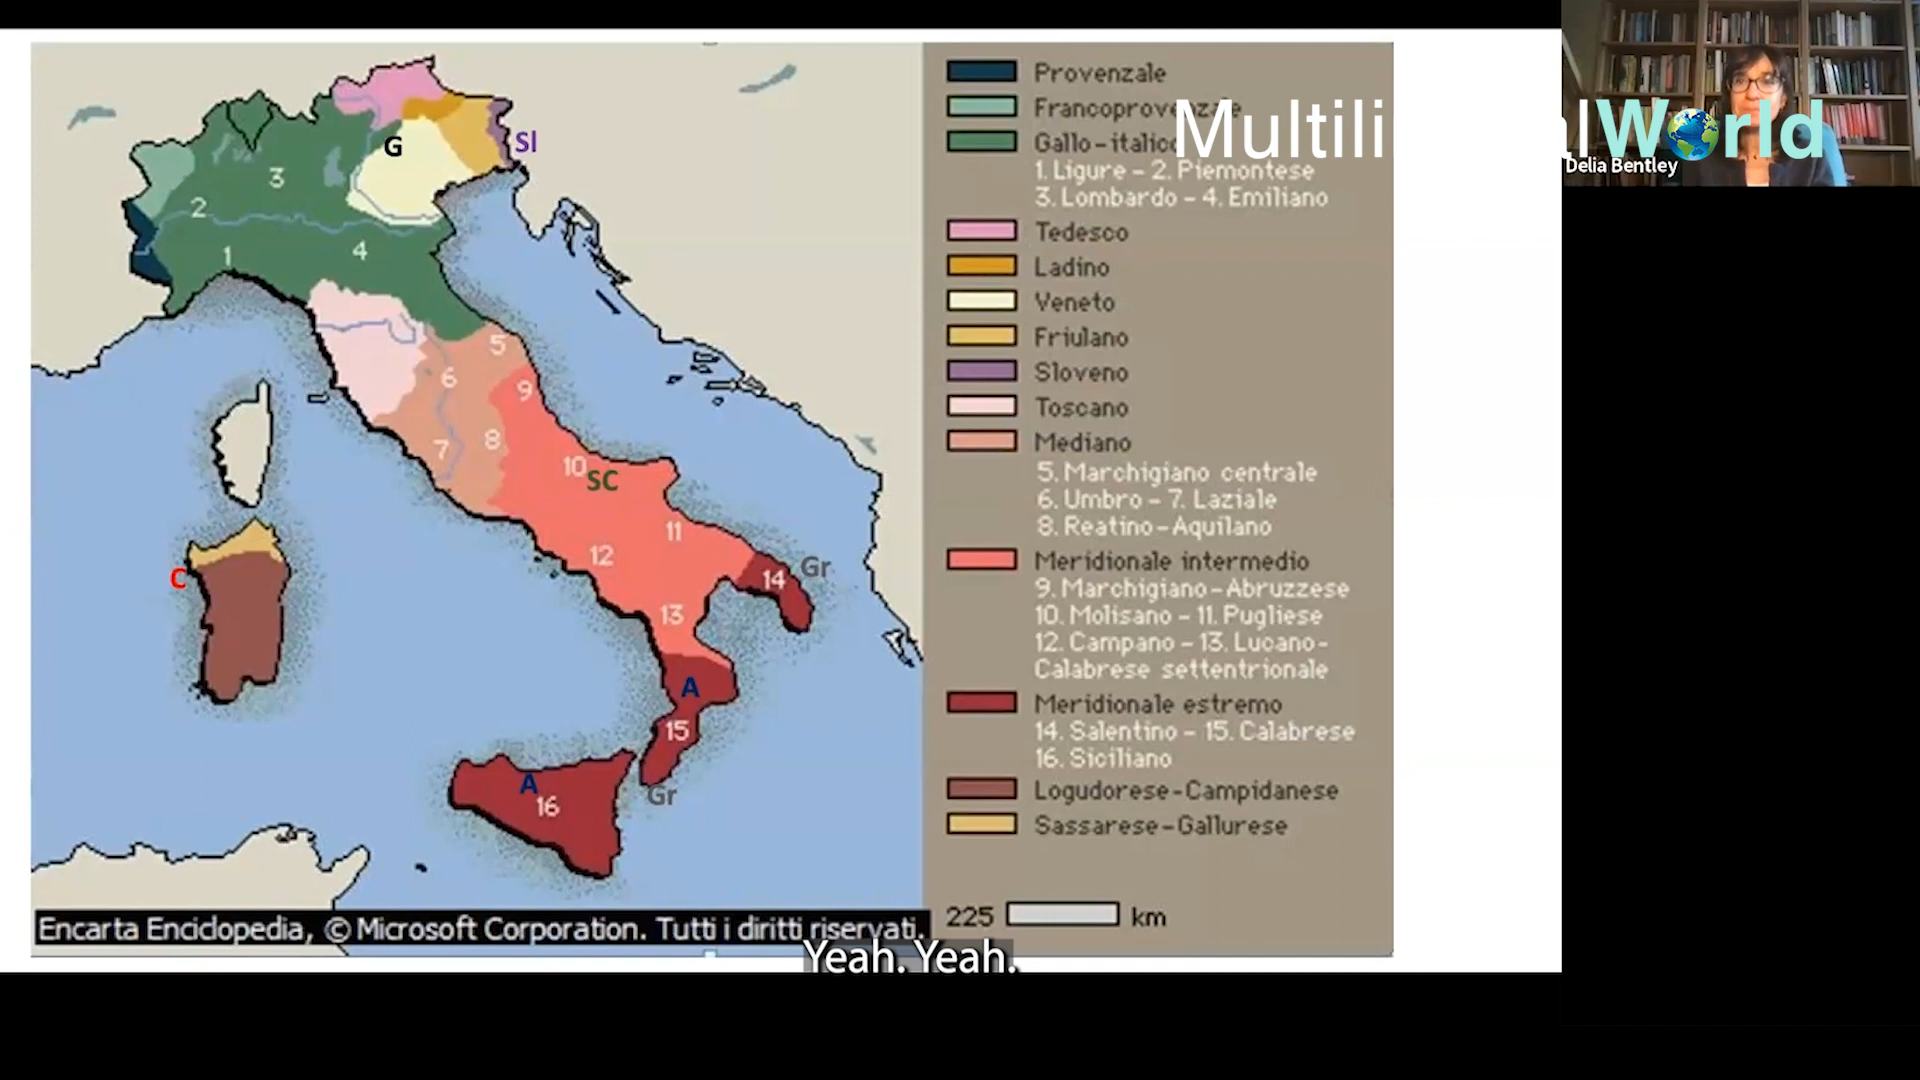 Provenzale
Francoprovenzale
Gallo-italico
1. Ligure - 2. Piemontese
3. Lombardo - 4. Emiliano
Tedesco
Ladino
Veneto
Friulano
Sloveno
Toscano
Mediano
5. Marchigiano centrale
6. Umbro - 7. Laziale
8. Reatino-Aquilano
Meridionale intermedio
9. Marchigiano-Abruzzese
10. Molisano - 11. Pugliese
12. Campano - 13. Lucano-
Calabrese settentrionale
Meridionale estremo
14. Salentino - 15. Calabrese
16. Siciliano
Logudorese-Campidanese
Sassarese-Gallurese
225 km
G
Sl
3
2
1
4
5
6
9
7
8
10
SC
11
12
C
14
Gr
13
A
15
A
16
Gr
Encarta Enciclopedia, © Microsoft Corporation. Tutti i diritti riservati.
Yeah. Yeah.
Multili
lWorld
Delia Bentley